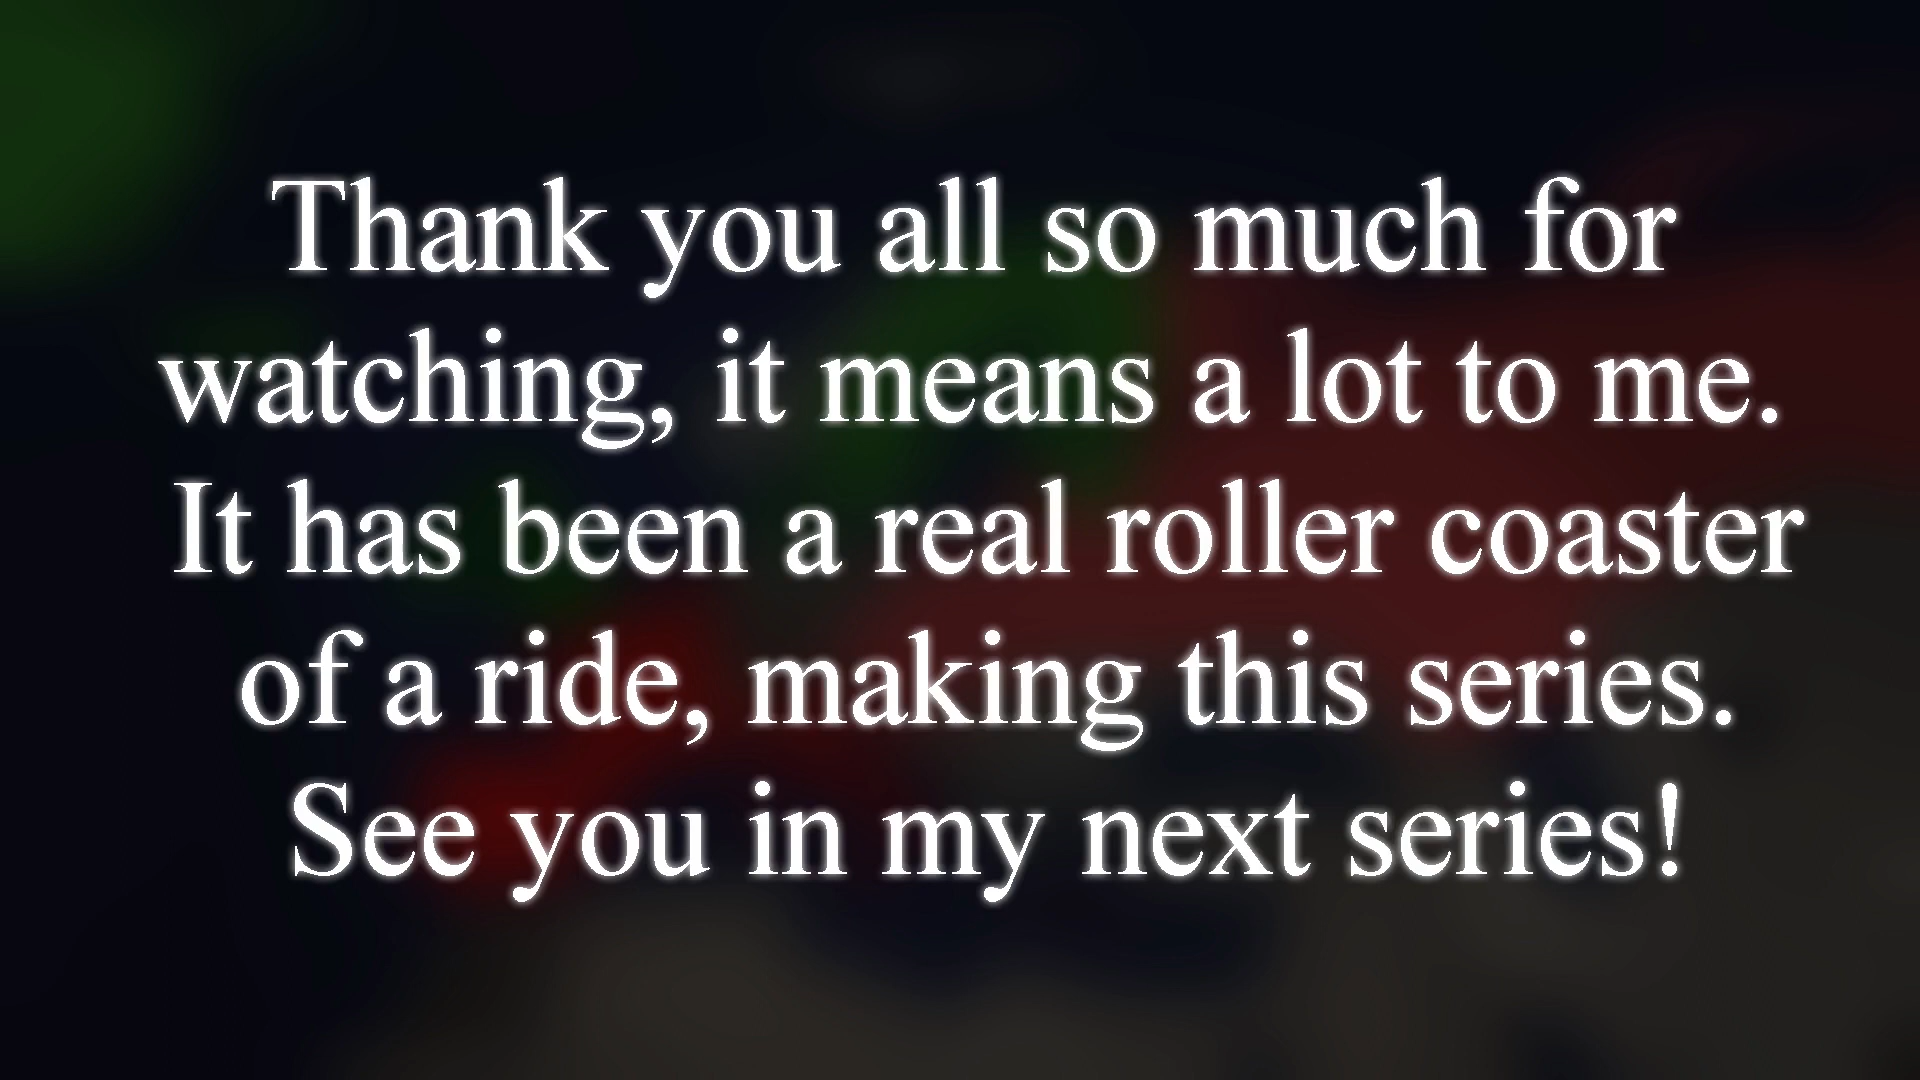 Thank you all so much for
watching, it means a lot to me.
It has been a real roller coaster
of a ride, making this series.
See you in my next series!